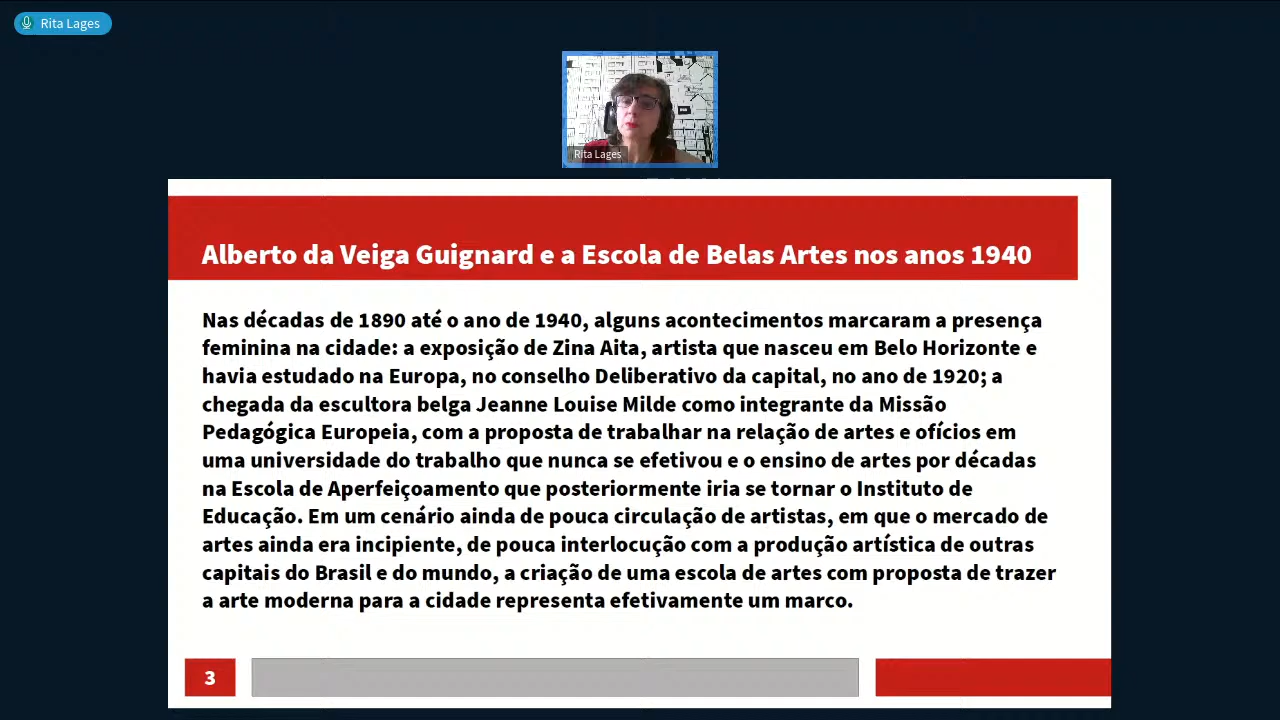 Rita Lages
Rita Lages
Alberto da Veiga Guignard e a Escola de Belas Artes nos anos 1940
Nas décadas de 1890 até o ano de 1940, alguns acontecimentos marcaram a presença
feminina na cidade: a exposição de Zina Aita, artista que nasceu em Belo Horizonte e
havia estudado na Europa, no conselho Deliberativo da capital, no ano de 1920; a
chegada da escultora belga Jeanne Louise Milde como integrante da Missão
Pedagógica Europeia, com a proposta de trabalhar na relação de artes e ofícios em
uma universidade do trabalho que nunca se efetivou e o ensino de artes por décadas
na Escola de Aperfeiçoamento que posteriormente iria se tornar o Instituto de
Educação. Em um cenário ainda de pouca circulação de artistas, em que o mercado de
artes ainda era incipiente, de pouca interlocução com a produção artística de outras
capitais do Brasil e do mundo, a criação de uma escola de artes com proposta de trazer
a arte moderna para a cidade representa efetivamente um marco.
3